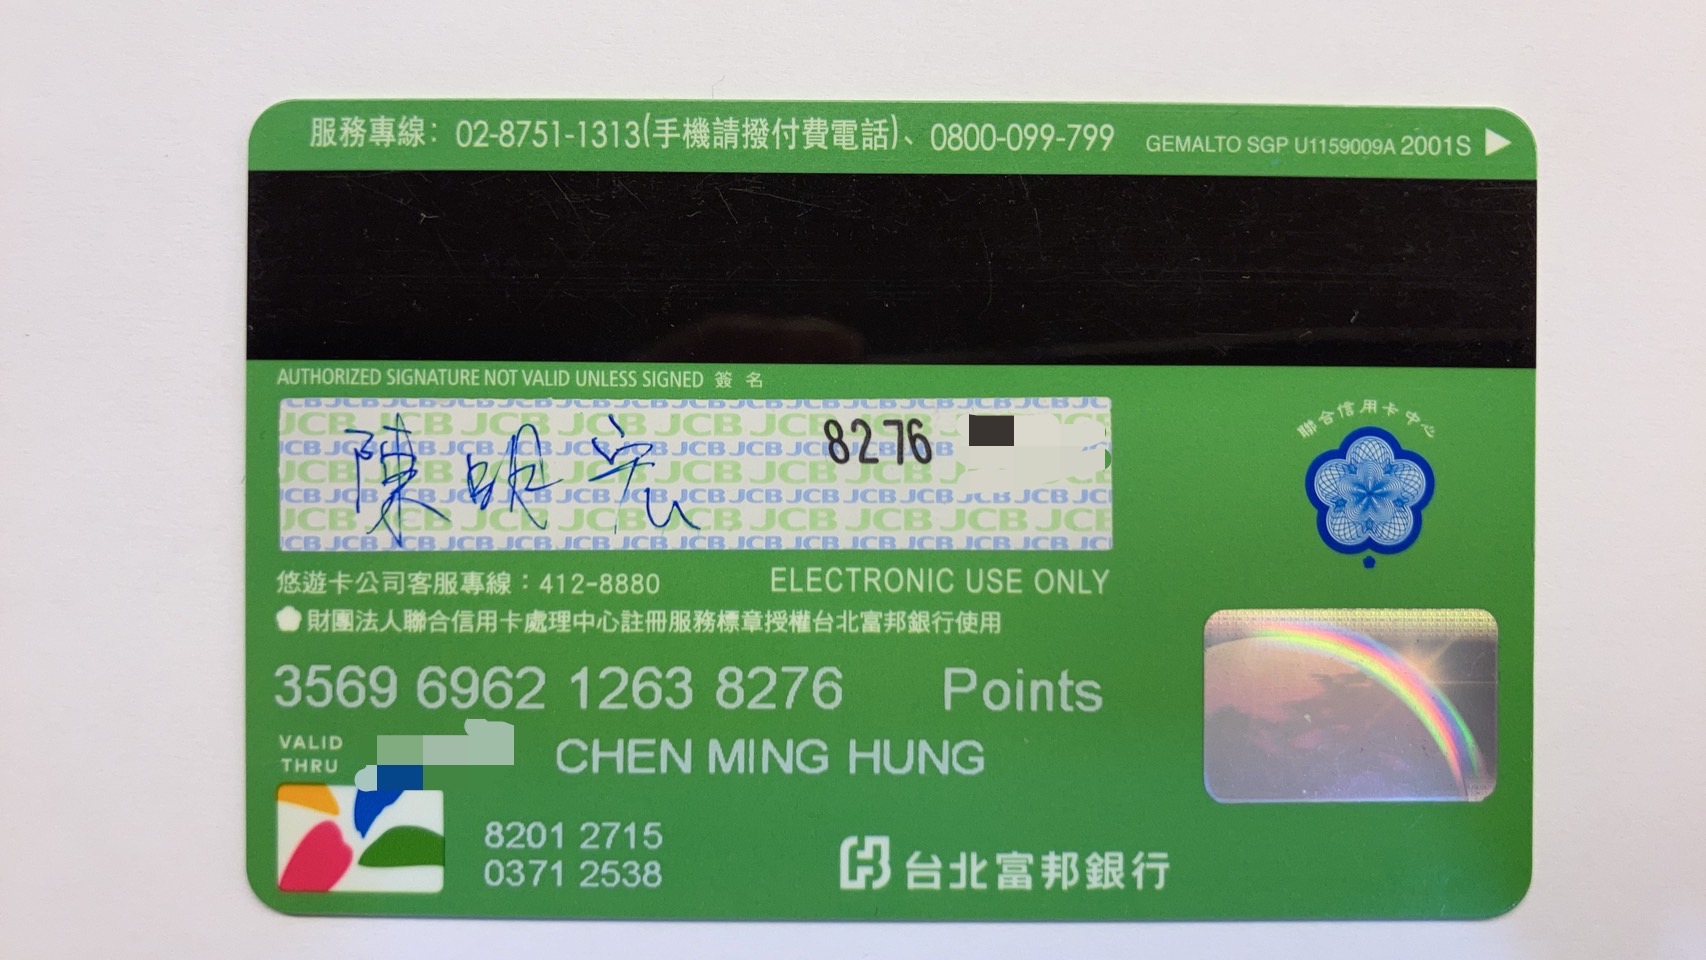 服務專線：02-8751-1313(手機請撥付費電話)、0800-099-799 GEMALTO SGP U1159009A 2001S
AUTHORIZED SIGNATURE NOT VALID UNLESS SIGNED 簽名
陳明宏 8276
聯合信用卡中心
悠遊卡公司客服專線：412-8880 ELECTRONIC USE ONLY
財團法人聯合信用卡處理中心註冊服務標章授權台北富邦銀行使用
3569 6962 1263 8276 Points
VALID
THRU
CHEN MING HUNG
8201 2715
0371 2538
台北富邦銀行